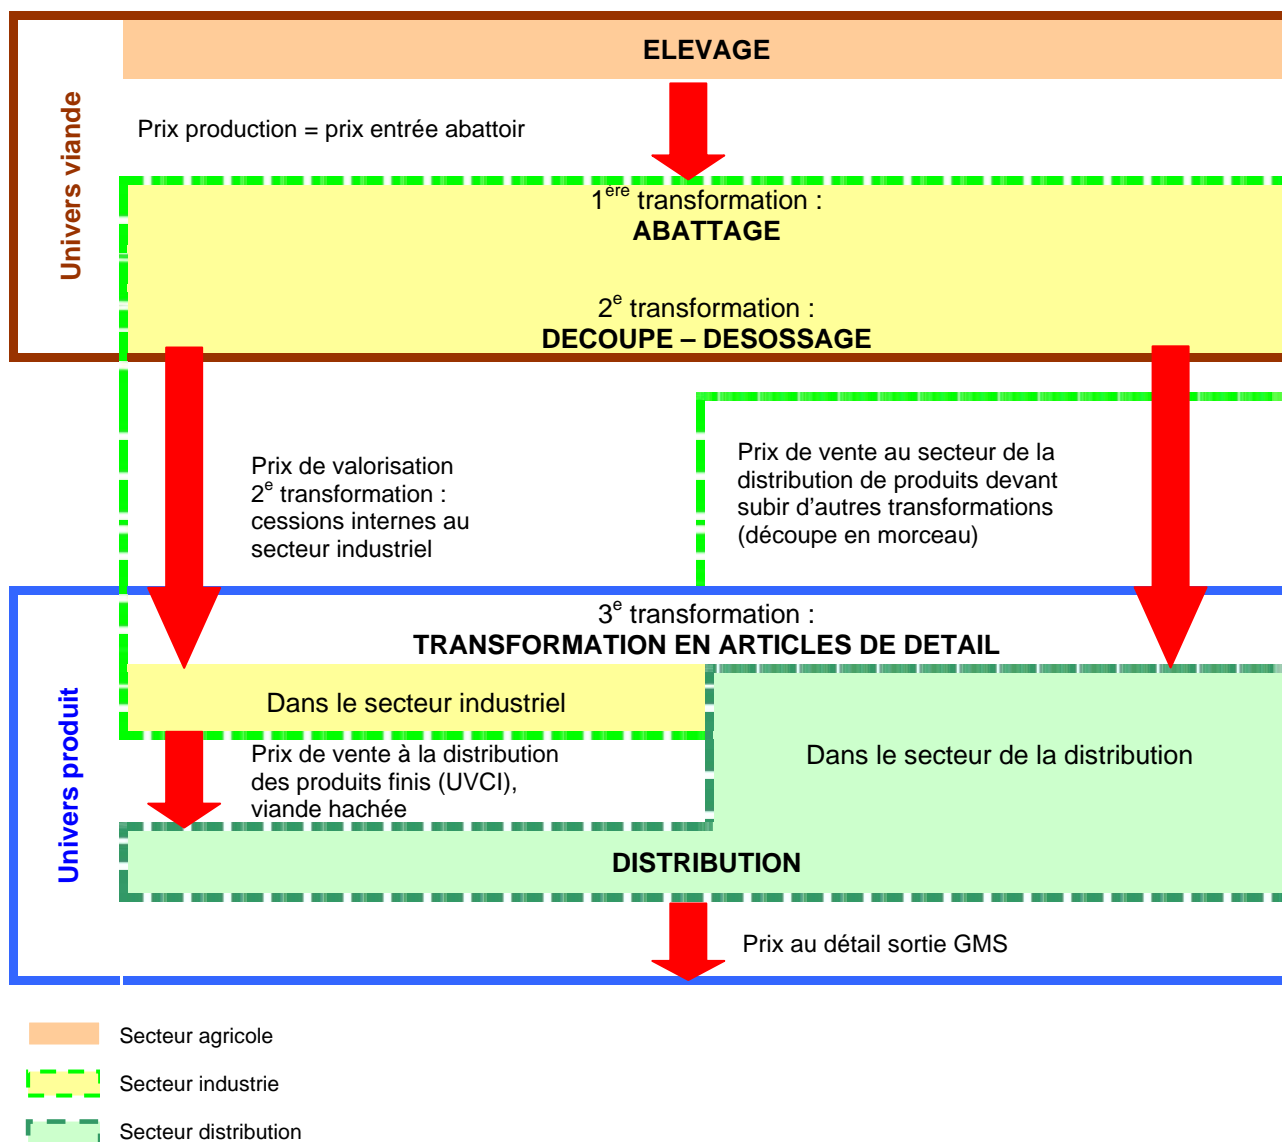 ELEVAGE
Univers viande
Prix production = prix entrée abattoir
1ere transformation :
ABATTAGE
2e transformation :
DECOUPE – DESOSSAGE
Prix de valorisation
2e transformation :
cessions internes au
secteur industriel
Prix de vente au secteur de la
distribution de produits devant
subir d'autres transformations
(découpe en morceau)
3e transformation :
TRANSFORMATION EN ARTICLES DE DETAIL
Univers produit
Dans le secteur industriel
Dans le secteur de la distribution
Prix de vente à la distribution
des produits finis (UVCI),
viande hachée
DISTRIBUTION
Prix au détail sortie GMS
Secteur agricole
Secteur industrie
Secteur distribution